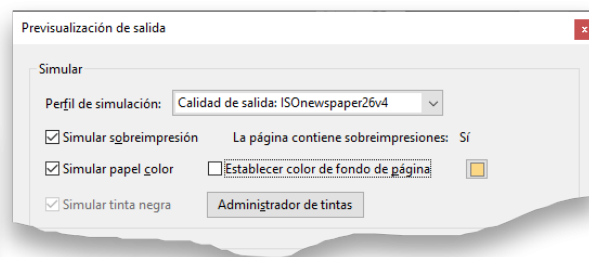 Previsualización de salida
x
Simular
Perfil de simulación: Calidad de salida: ISOnewspaper26v4
Simular sobreimpresión La página contiene sobreimpresiones: Sí
Simular papel color Establecer color de fondo de página
Simular tinta negra Administrador de tintas